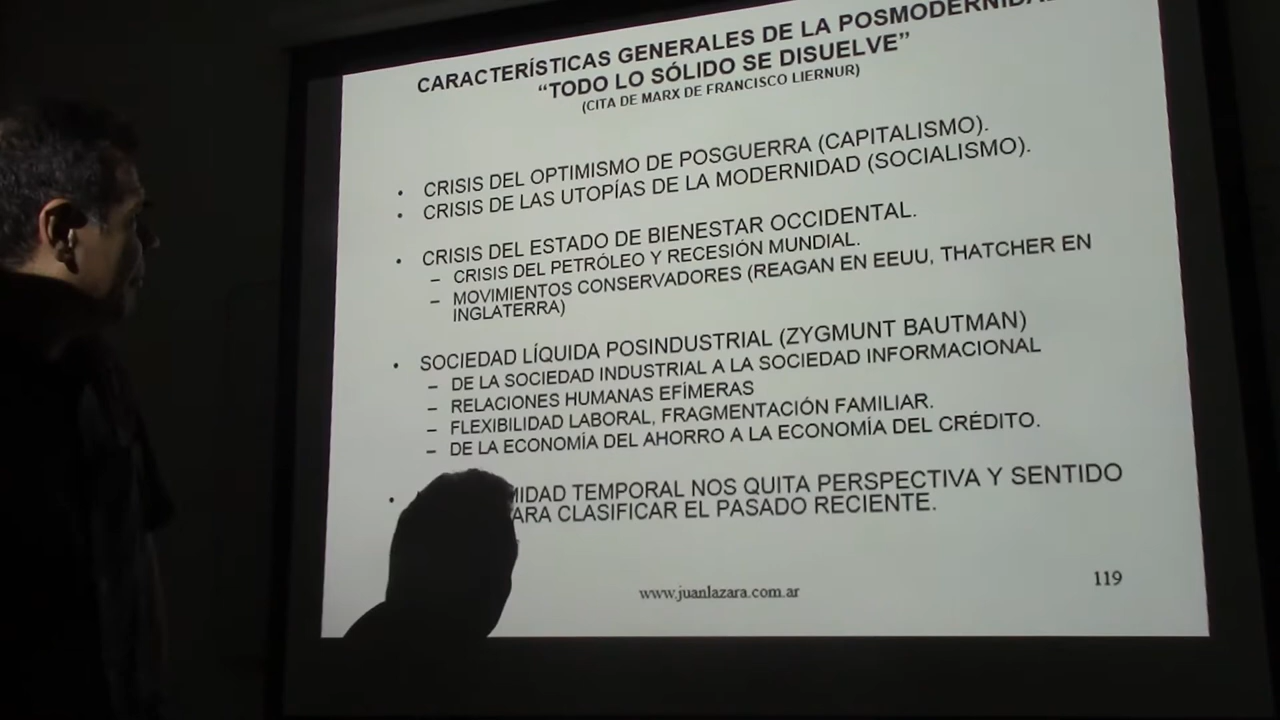 CARACTERÍSTICAS GENERALES DE LA
“TODO LO SÓLIDO SE DISUELVE”
(CITA DE MARX DE FRANCISCO LIERNUR)
• CRISIS DEL OPTIMISMO DE POSGUERRA (CAPITALISMO).
• CRISIS DE LAS UTOPÍAS DE LA MODERNIDAD (SOCIALISMO).
• CRISIS DEL ESTADO DE BIENESTAR OCCIDENTAL.
– CRISIS DEL PETRÓLEO Y RECESIÓN MUNDIAL.
– MOVIMIENTOS CONSERVADORES (REAGAN EN EEUU, THATCHER EN
INGLATERRA)
• SOCIEDAD LÍQUIDA POSINDUSTRIAL (ZYGMUNT BAUTMAN)
– DE LA SOCIEDAD INDUSTRIAL A LA SOCIEDAD INFORMACIONAL
– RELACIONES HUMANAS EFÍMERAS
– FLEXIBILIDAD LABORAL, FRAGMENTACIÓN FAMILIAR.
– DE LA ECONOMÍA DEL AHORRO A LA ECONOMÍA DEL CRÉDITO.
• TEMPORAL NOS QUITA PERSPECTIVA Y SENTIDO
CLASIFICAR EL PASADO RECIENTE.
www.juanlazara.com.ar
119